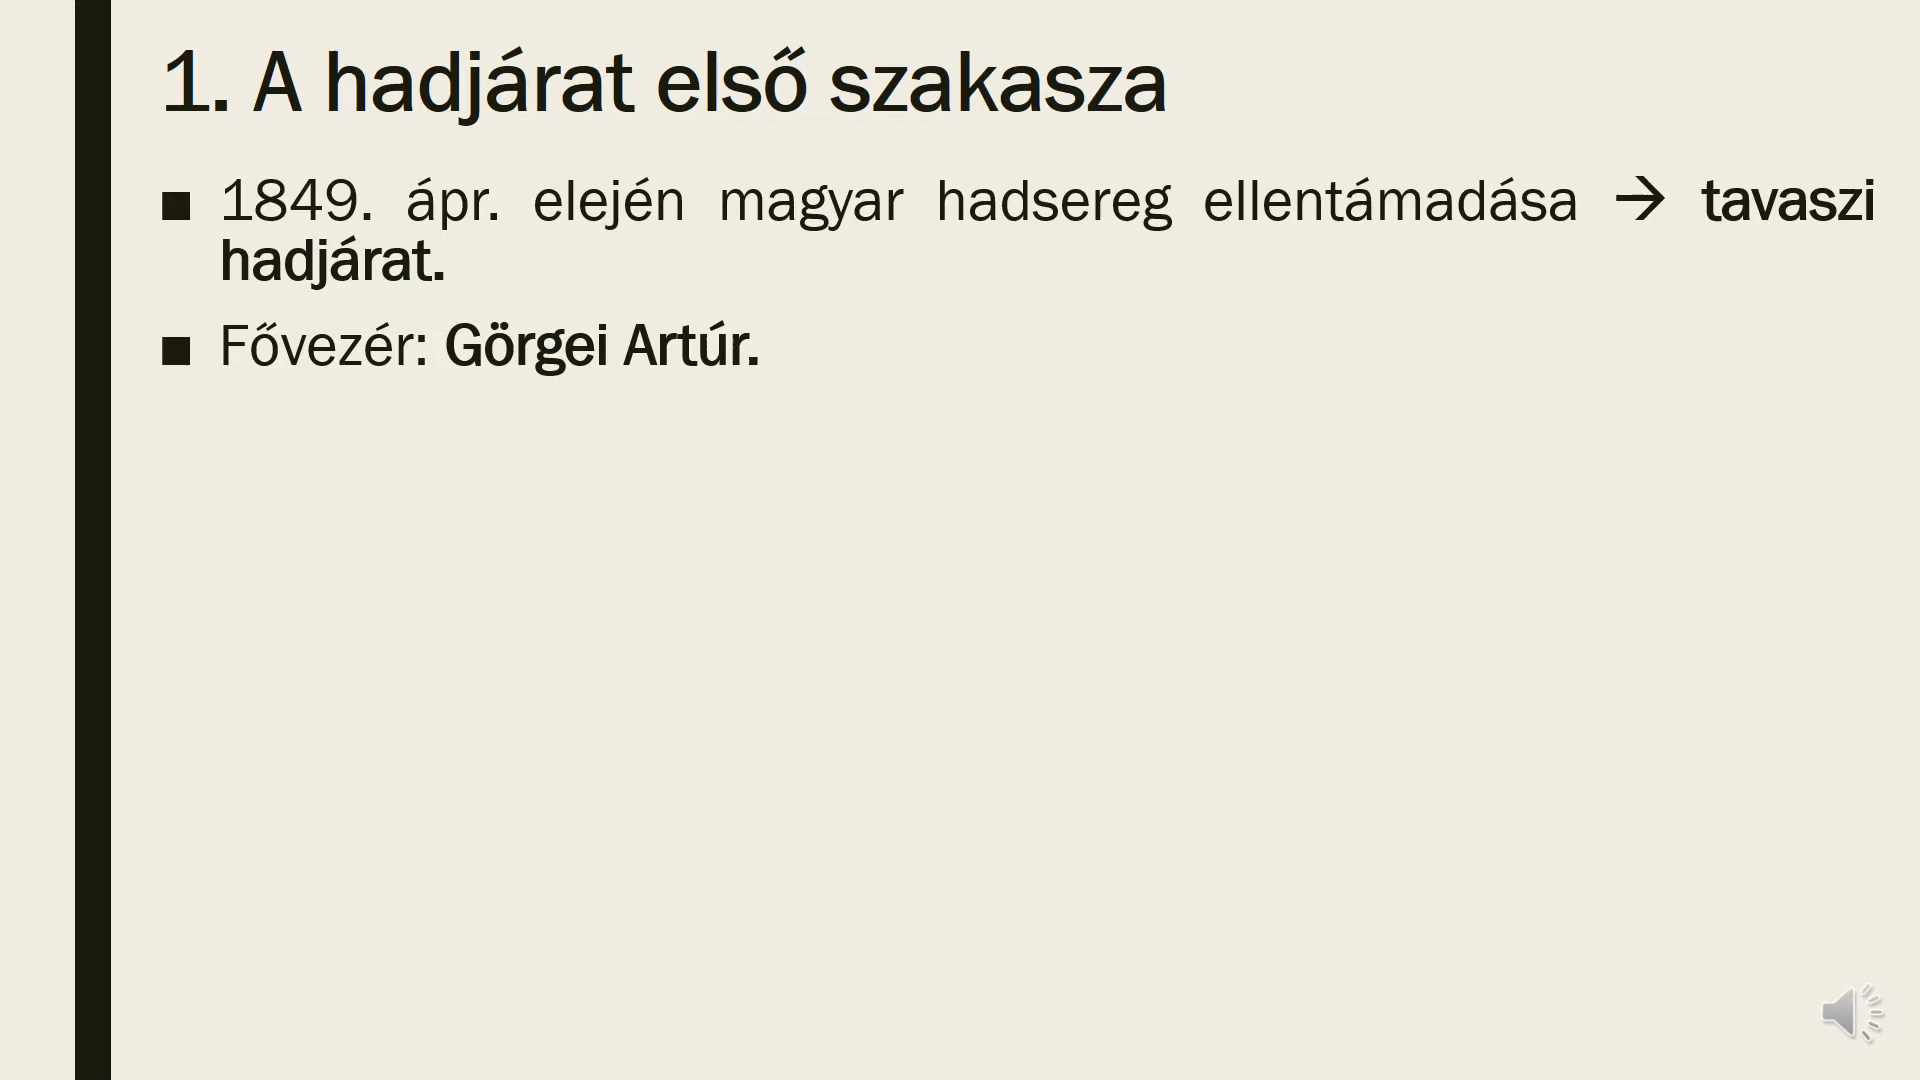 1. A hadjárat első szakasza
■ 1849. ápr. elején magyar hadsereg ellentámadása → tavaszi
hadjárat.
■ Fővezér: Görgei Artúr.